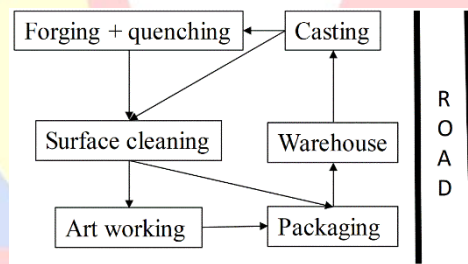 Forging + quenching
Casting
Surface cleaning
Warehouse
Art working
Packaging
R
O
A
D